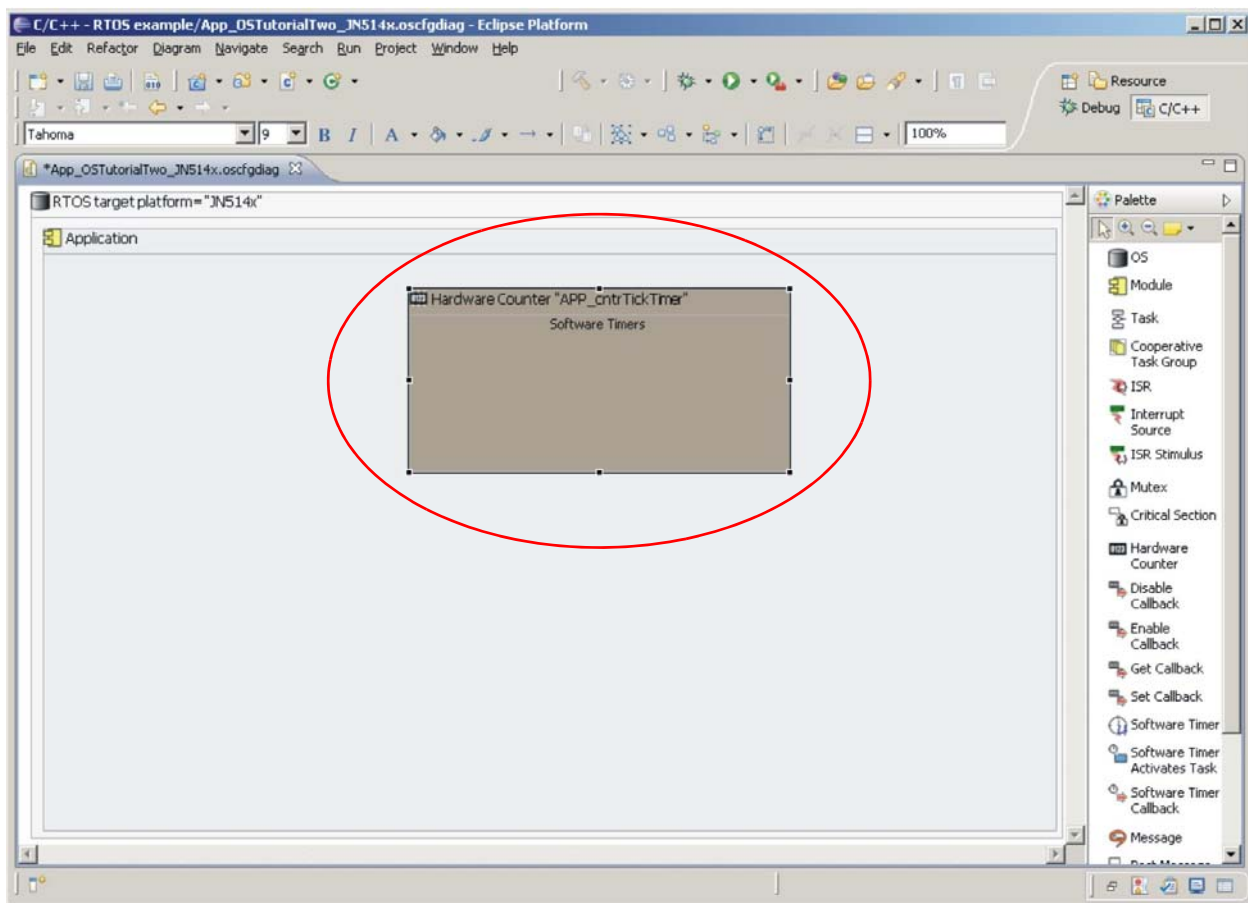 C/C++ - RTOS example/App_OSTutorialTwo_JN514x.oscfgdiag - Eclipse Platform
File Edit Refactor Diagram Navigate Search Run Project Window Help
Resource
Debug C/C++
Tahoma 9 B I A 100%
*App_OSTutorialTwo_JN514x.oscfgdiag
RTOS target platform="JN514x"
Application
Hardware Counter "APP_cntrTickTimer"
Software Timers
Palette
OS
Module
Task
Cooperative
Task Group
ISR
Interrupt
Source
ISR Stimulus
Mutex
Critical Section
Hardware
Counter
Disable
Callback
Enable
Callback
Get Callback
Set Callback
Software Timer
Software Timer
Activates Task
Software Timer
Callback
Message